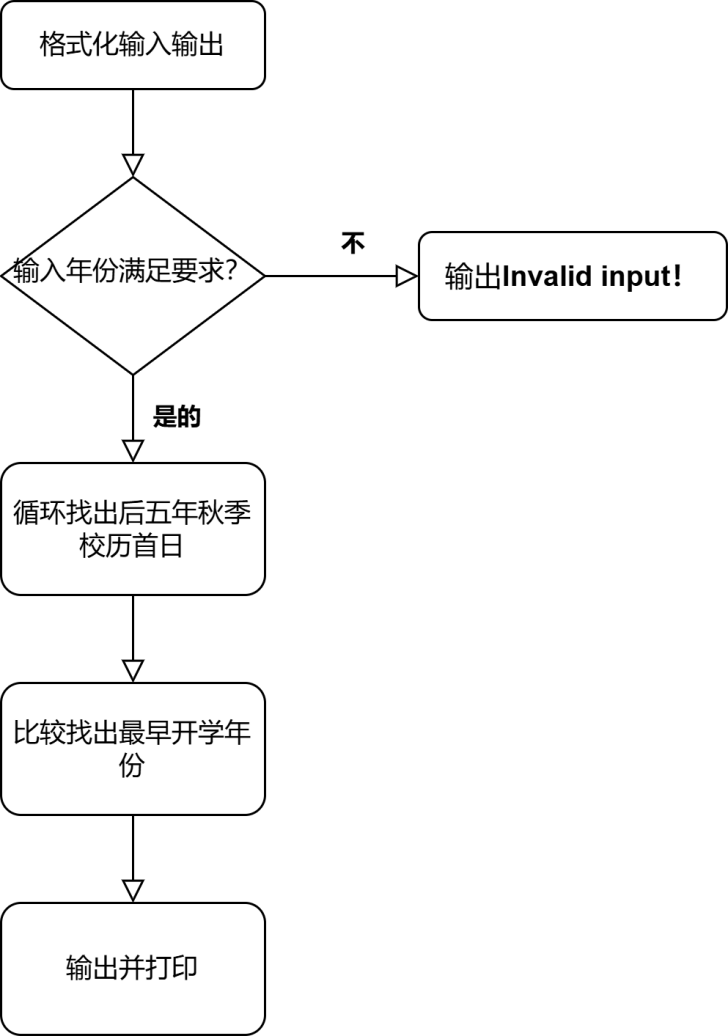 格式化输入输出
输入年份满足要求？
不
输出Invalid input！
是的
循环找出后五年秋季
校历首日
比较找出最早开学年
份
输出并打印